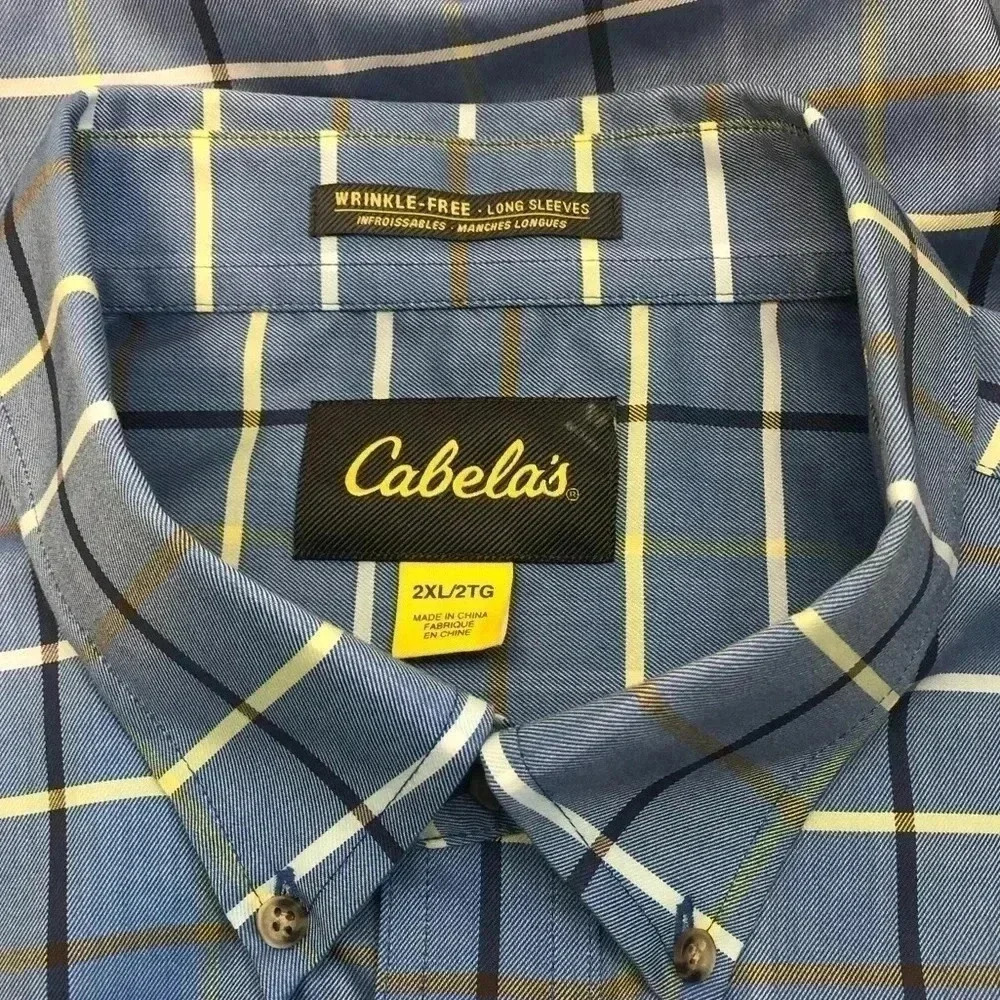 WRINKLE-FREE · LONG SLEEVES
INFROISSABLES · MANCHES LONGUES
Cabela's®
2XL/2TG
MADE IN CHINA
FABRIQUE
EN CHINE